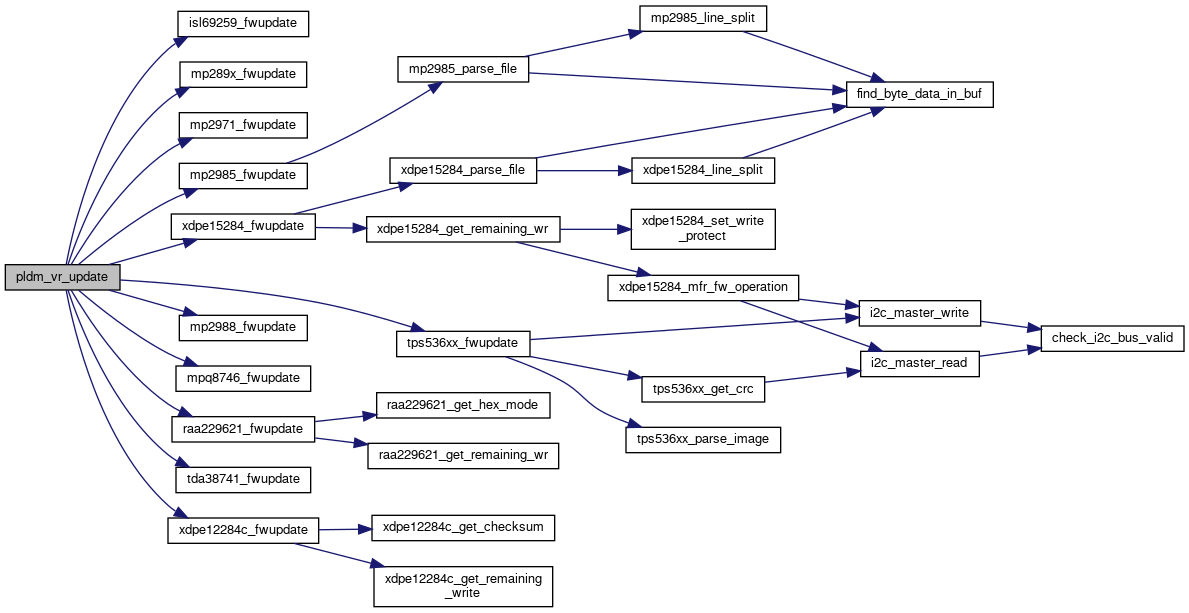 pldm_vr_update
isl69259_fwupdate
mp289x_fwupdate
mp2971_fwupdate
mp2985_fwupdate
xdpe15284_fwupdate
tps536xx_fwupdate
mp2988_fwupdate
mpq8746_fwupdate
raa229621_fwupdate
tda38741_fwupdate
xdpe12284c_fwupdate
mp2985_parse_file
xdpe15284_parse_file
xdpe15284_get_remaining_wr
raa229621_get_hex_mode
raa229621_get_remaining_wr
xdpe12284c_get_checksum
xdpe12284c_get_remaining
_write
mp2985_line_split
xdpe15284_line_split
xdpe15284_set_write
_protect
xdpe15284_mfr_fw_operation
tps536xx_get_crc
tps536xx_parse_image
find_byte_data_in_buf
i2c_master_write
i2c_master_read
check_i2c_bus_valid